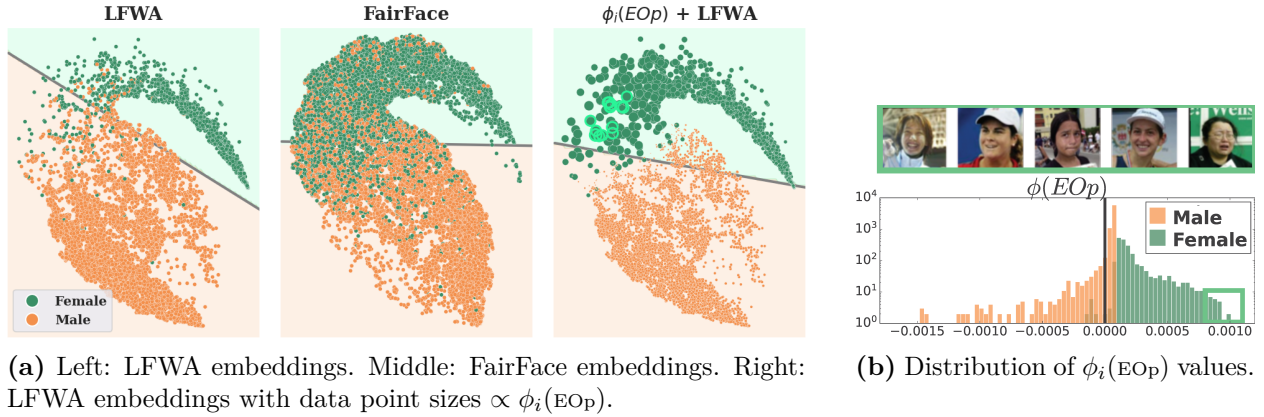 LFWA
FairFace
ϕᵢ(EOp) + LFWA
Female
Male
(a) Left: LFWA embeddings. Middle: FairFace embeddings. Right:
LFWA embeddings with data point sizes ∝ ϕᵢ(EOp).
ϕ(EOp)
10⁴
10³
10²
10¹
10⁰
Male
Female
−0.0015 −0.0010 −0.0005 0.0000 0.0005 0.0010
(b) Distribution of ϕᵢ(EOp) values.